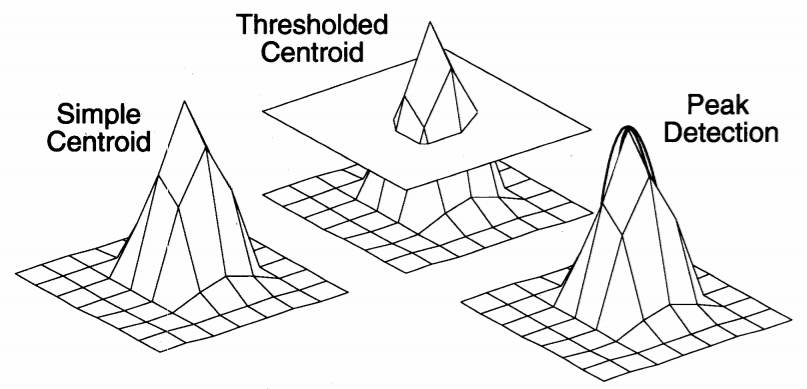 Simple
Centroid
Thresholded
Centroid
Peak
Detection